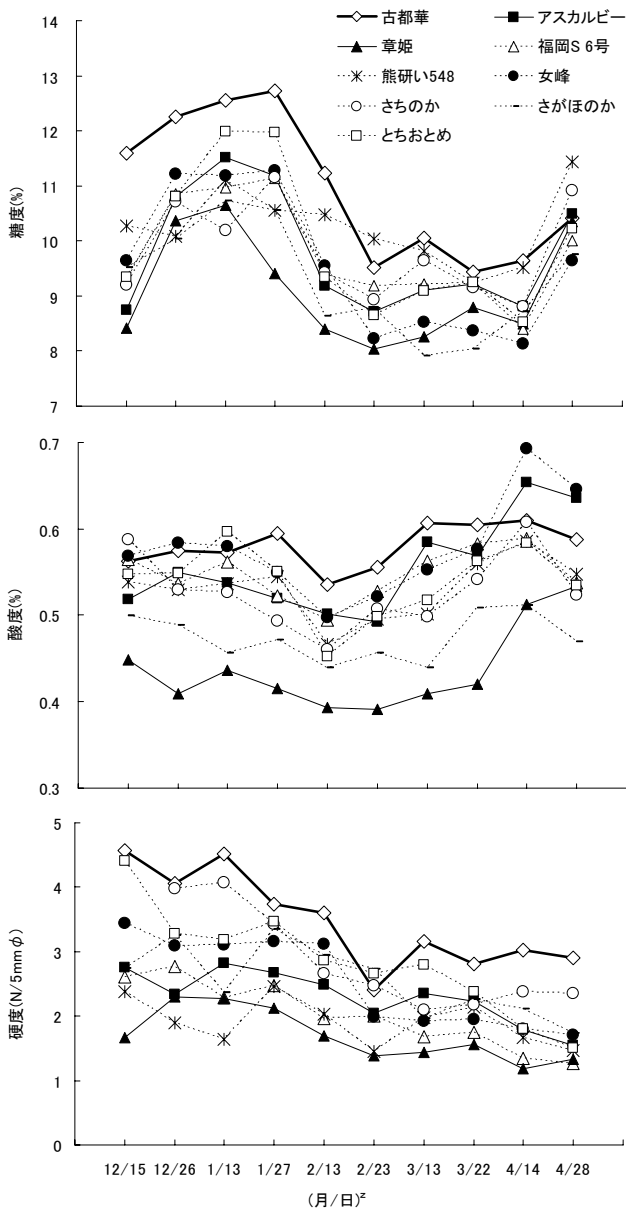 古都華
アスカルビー
章姫
福岡S 6号
熊研い548
女峰
さちのか
さがほのか
とちおとめ
14
13
12
11
10
9
8
7
糖度(%)
0.7
0.6
0.5
0.4
0.3
酸度(%)
5
4
3
2
1
0
硬度(N/5mmφ)
12/15 12/26 1/13 1/27 2/13 2/23 3/13 3/22 4/14 4/28
(月/日)z